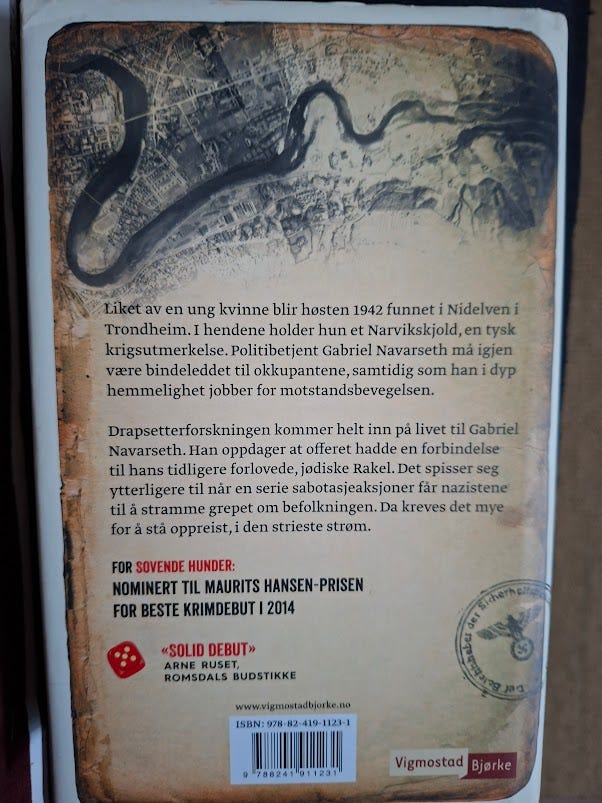 Liket av en ung kvinne blir høsten 1942 funnet i Nidelven i
Trondheim. I hendene holder hun et Narvikskjold, en tysk
krigsutmerkelse. Politibetjent Gabriel Navarseth må igjen
være bindeleddet til okkupantene, samtidig som han i dyp
hemmelighet jobber for motstandsbevegelsen.
Drapsetterforskningen kommer helt inn på livet til Gabriel
Navarseth. Han oppdager at offeret hadde en forbindelse
til hans tidligere forlovede, jødiske Rakel. Det spisser seg
ytterligere til når en serie sabotasjeaksjoner får nazistene
til å stramme grepet om befolkningen. Da kreves det mye
for å stå oppreist, i den strieste strøm.
FOR SOVENDE HUNDER:
NOMINERT TIL MAURITS HANSEN-PRISEN
FOR BESTE KRIMDEBUT I 2014
«SOLID DEBUT»
ARNE RUSET,
ROMSDALS BUDSTIKKE
Der Befehlshaber der
www.vigmostadbjorke.no
ISBN: 978-82-419-1123-1
9 788241 911231
Vigmostad Bjørke